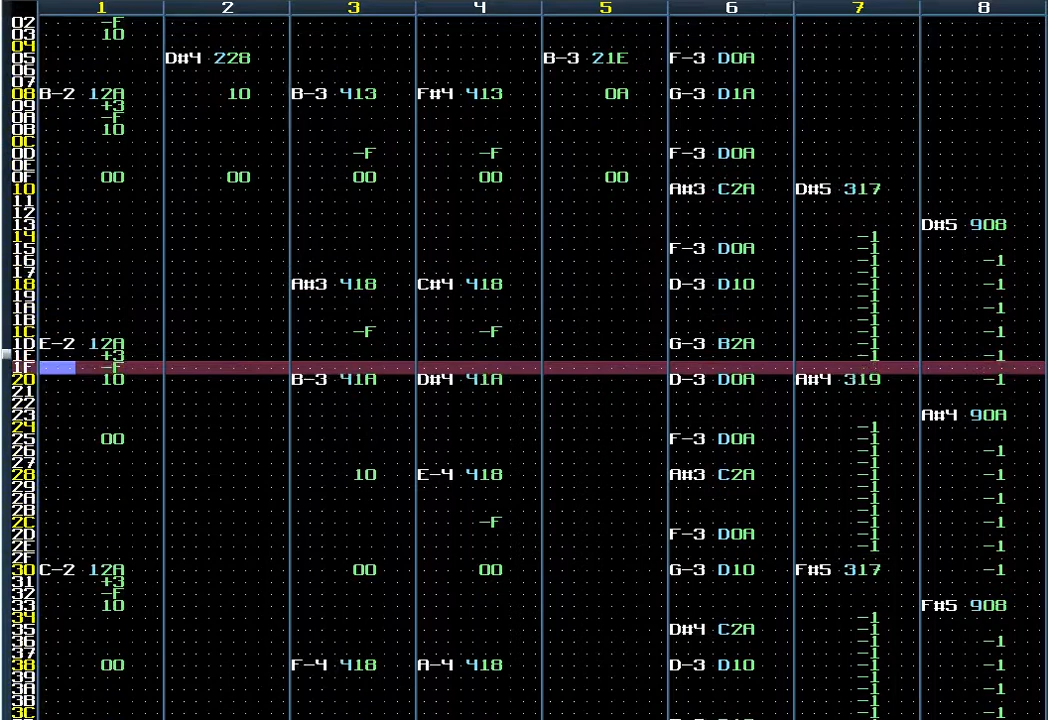 1 2 3 4 5 6 7 8
02 -F
03 10
04
05 D#4 228 B-3 21E F-3 D0A
06
07
08 B-2 12A 10 B-3 413 F#4 413 0A G-3 D1A
09 +3
0A -F
0B 10
0C
0D -F -F F-3 D0A
0E
0F 00 00 00 00 00
10 A#3 C2A D#5 317
11
12
13 D#5 908
14 -1
15 F-3 D0A -1
16 -1 -1
17 -1
18 A#3 418 C#4 418 D-3 D10 -1 -1
19 -1
1A -1 -1
1B -1
1C -F -F -1 -1
1D E-2 12A G-3 B2A -1
1E +3 -1 -1
1F -F
20 10 B-3 41A D#4 41A D-3 D0A A#4 319 -1
21
22
23 A#4 90A
24 -1
25 00 F-3 D0A -1
26 -1 -1
27 -1
28 10 E-4 418 A#3 C2A -1 -1
29 -1
2A -1 -1
2B -1
2C -F -1 -1
2D F-3 D0A -1
2E -1 -1
2F
30 C-2 12A 00 00 G-3 D10 F#5 317 -1
31 +3
32 -F
33 10 F#5 908
34 -1
35 D#4 C2A -1
36 -1 -1
37 -1
38 00 F-4 418 A-4 418 D-3 D10 -1 -1
39 -1
3A -1 -1
3B -1
3C -1 -1